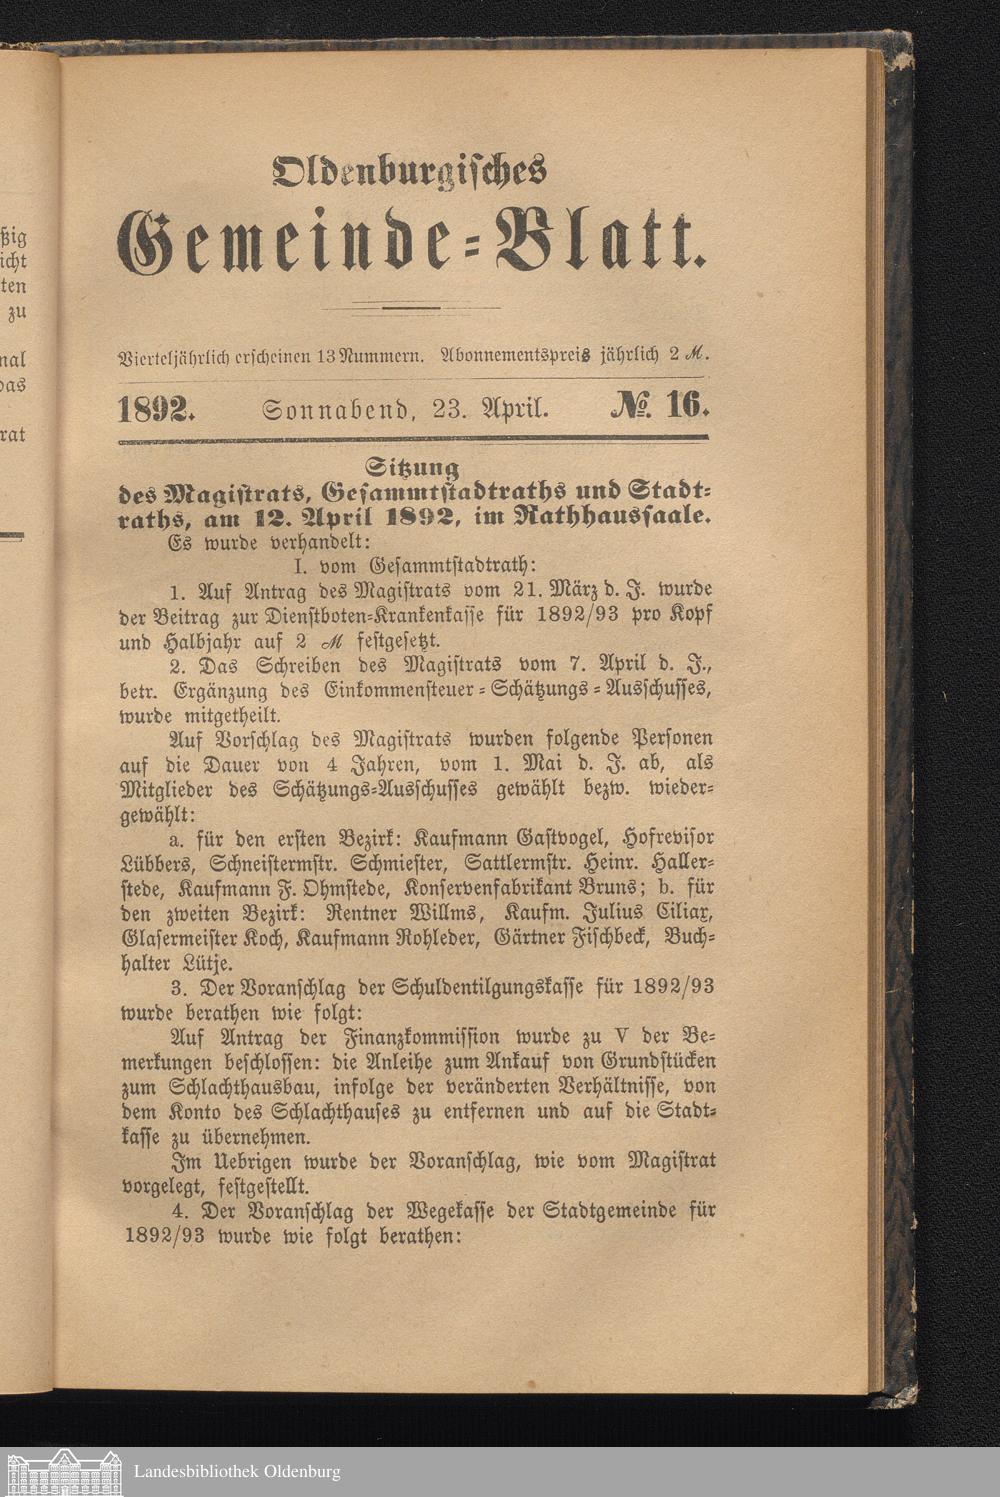 ßig
icht
ten
zu
nal
das
rat
Oldenburgisches
Gemeinde-Blatt.
Vierteljährlich erscheinen 13 Nummern. Abonnementspreis jährlich 2 ℳ.
1892. Sonnabend, 23. April. №. 16.
Sitzung
des Magistrats, Gesammtstadtraths und Stadt-
raths, am 12. April 1892, im Rathhaussaale.
Es wurde verhandelt:
I. vom Gesammtstadtrath:
1. Auf Antrag des Magistrats vom 21. März d. J. wurde
der Beitrag zur Dienstboten-Krankenkasse für 1892/93 pro Kopf
und Halbjahr auf 2 ℳ festgesetzt.
2. Das Schreiben des Magistrats vom 7. April d. J.,
betr. Ergänzung des Einkommensteuer-Schätzungs-Ausschusses,
wurde mitgetheilt.
Auf Vorschlag des Magistrats wurden folgende Personen
auf die Dauer von 4 Jahren, vom 1. Mai d. J. ab, als
Mitglieder des Schätzungs-Ausschusses gewählt bezw. wieder-
gewählt:
a. für den ersten Bezirk: Kaufmann Gastvogel, Hofrevisor
Lübbers, Schneistermstr. Schmiester, Sattlermstr. Heinr. Haller-
stede, Kaufmann F. Ohmstede, Konservenfabrikant Bruns; b. für
den zweiten Bezirk: Rentner Willms, Kaufm. Julius Ciliax,
Glasermeister Koch, Kaufmann Rohleder, Gärtner Fischbeck, Buch-
halter Lütje.
3. Der Voranschlag der Schuldentilgungskasse für 1892/93
wurde berathen wie folgt:
Auf Antrag der Finanzkommission wurde zu V der Be-
merkungen beschlossen: die Anleihe zum Ankauf von Grundstücken
zum Schlachthausbau, infolge der veränderten Verhältnisse, von
dem Konto des Schlachthauses zu entfernen und auf die Stadt-
kasse zu übernehmen.
Im Uebrigen wurde der Voranschlag, wie vom Magistrat
vorgelegt, festgestellt.
4. Der Voranschlag der Wegekasse der Stadtgemeinde für
1892/93 wurde wie folgt berathen:
Landesbibliothek Oldenburg